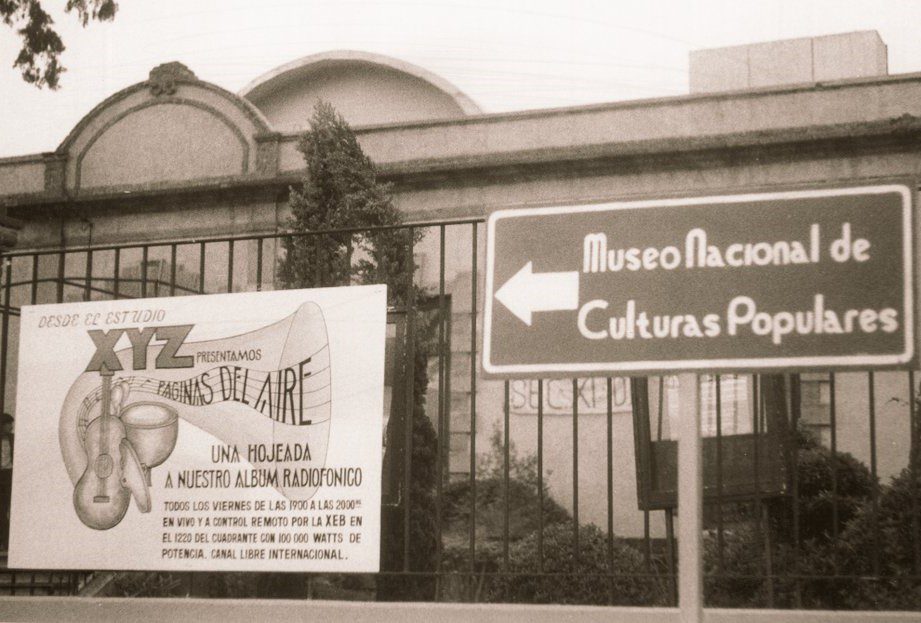 DESDE EL ESTUDIO
XYZ PRESENTAMOS
PAGINAS DEL AIRE
UNA HOJEADA
A NUESTRO ALBUM RADIOFONICO
TODOS LOS VIERNES DE LAS 1900 A LAS 2000HS
EN VIVO Y A CONTROL REMOTO POR LA XEB EN
EL 1220 DEL CUADRANTE CON 100 000 WATTS DE
POTENCIA. CANAL LIBRE INTERNACIONAL.
Museo Nacional de
Culturas Populares